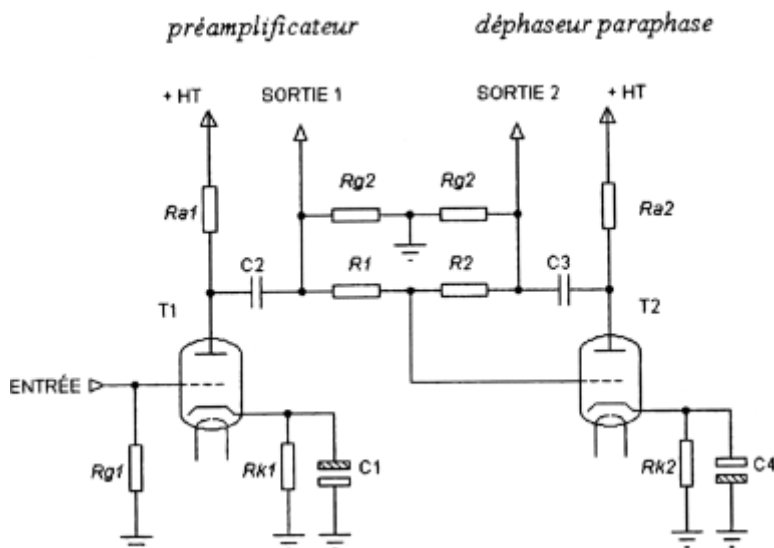 préamplificateur
déphaseur paraphase
+ HT
SORTIE 1
SORTIE 2
+ HT
Rg2
Rg2
Ra1
Ra2
C2
R1
R2
C3
T1
T2
ENTRÉE
Rg1
Rk1
C1
Rk2
C4